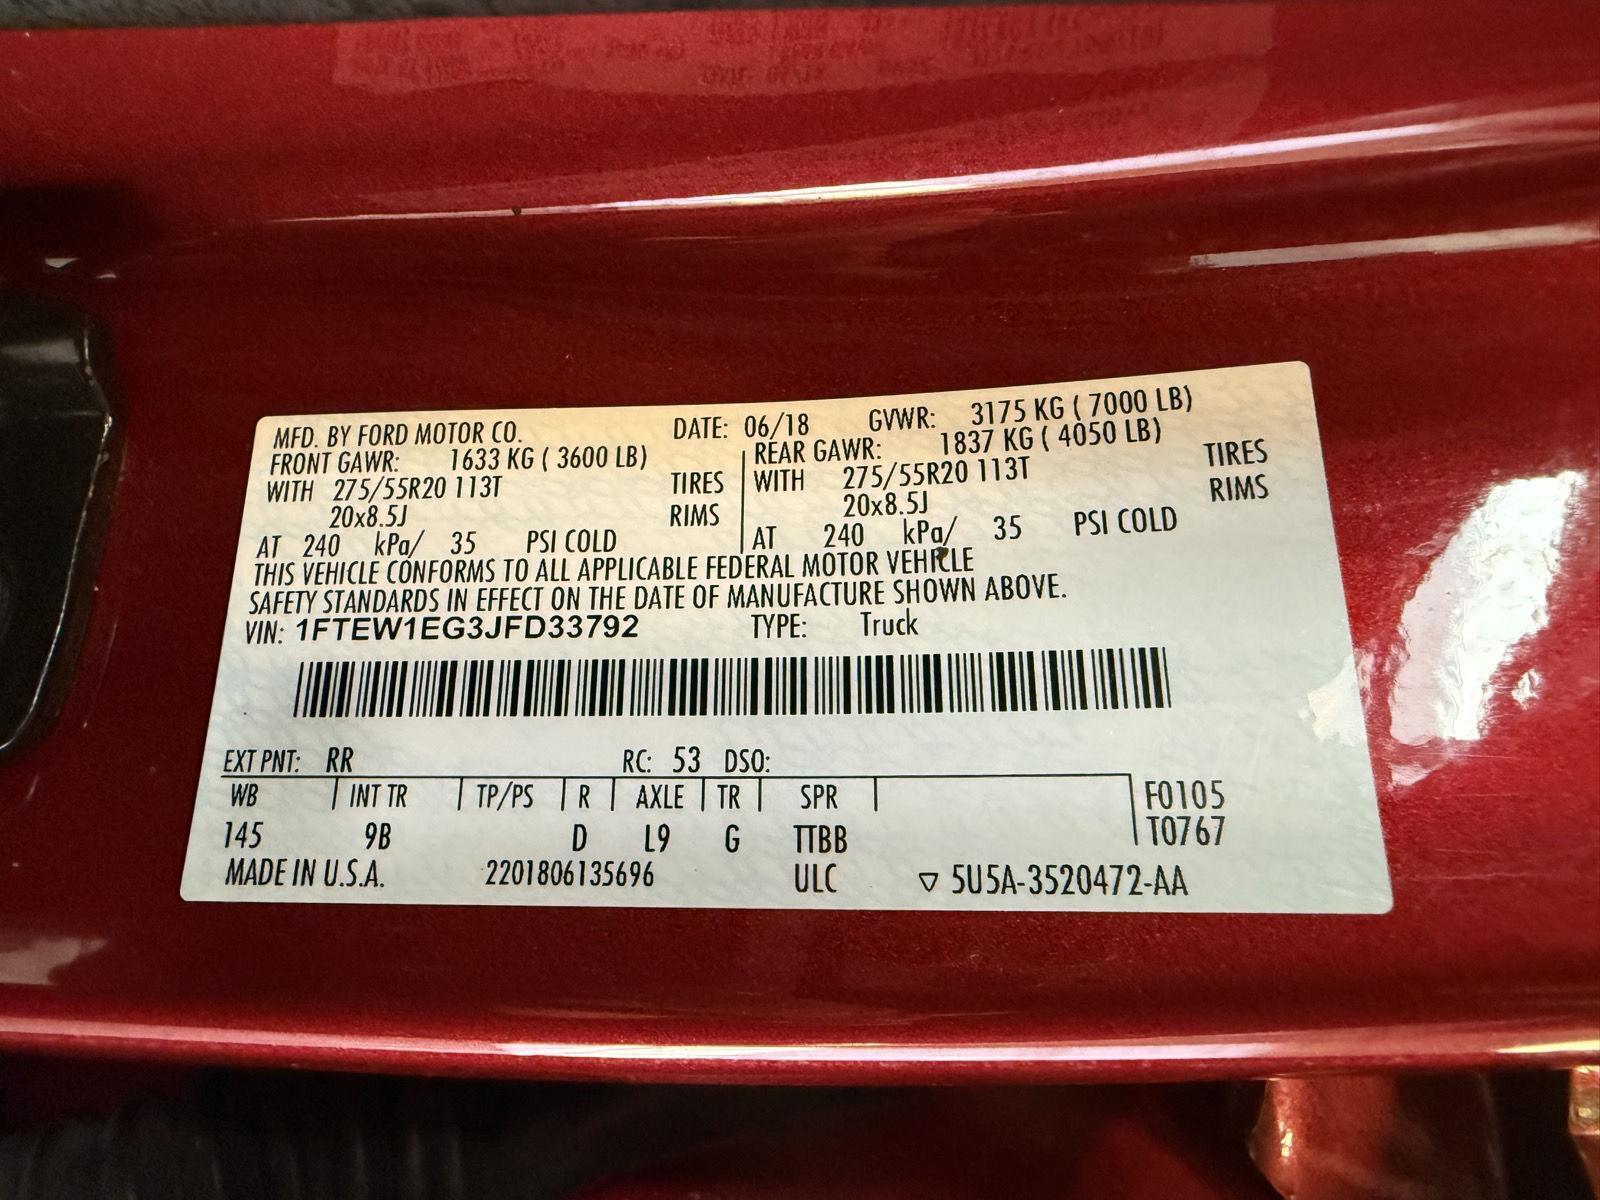 MFD. BY FORD MOTOR CO. DATE: 06/18 GVWR: 3175 KG ( 7000 LB)
FRONT GAWR: 1633 KG ( 3600 LB) REAR GAWR: 1837 KG ( 4050 LB)
WITH 275/55R20 113T TIRES WITH 275/55R20 113T TIRES
20x8.5J RIMS 20x8.5J RIMS
AT 240 kPa/ 35 PSI COLD AT 240 kPa/ 35 PSI COLD
THIS VEHICLE CONFORMS TO ALL APPLICABLE FEDERAL MOTOR VEHICLE
SAFETY STANDARDS IN EFFECT ON THE DATE OF MANUFACTURE SHOWN ABOVE.
VIN: 1FTEW1EG3JFD33792 TYPE: Truck
EXT PNT: RR RC: 53 DSO:
WB INT TR TP/PS R AXLE TR SPR F0105
145 9B D L9 G TTBB T0767
MADE IN U.S.A. 2201806135696 ULC ▽ 5U5A-3520472-AA